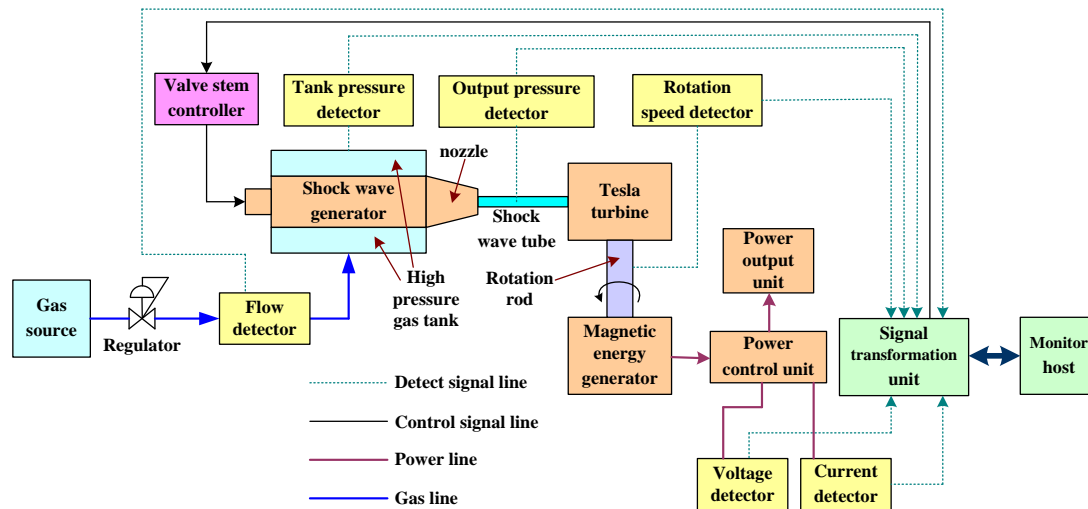 Valve stem
controller
Tank pressure
detector
Output pressure
detector
Rotation
speed detector
nozzle
Shock wave
generator
Tesla
turbine
Shock
wave tube
High
pressure
gas tank
Rotation
rod
Power
output
unit
Gas
source
Regulator
Flow
detector
Magnetic
energy
generator
Power
control unit
Signal
transformation
unit
Monitor
host
Detect signal line
Control signal line
Power line
Gas line
Voltage
detector
Current
detector